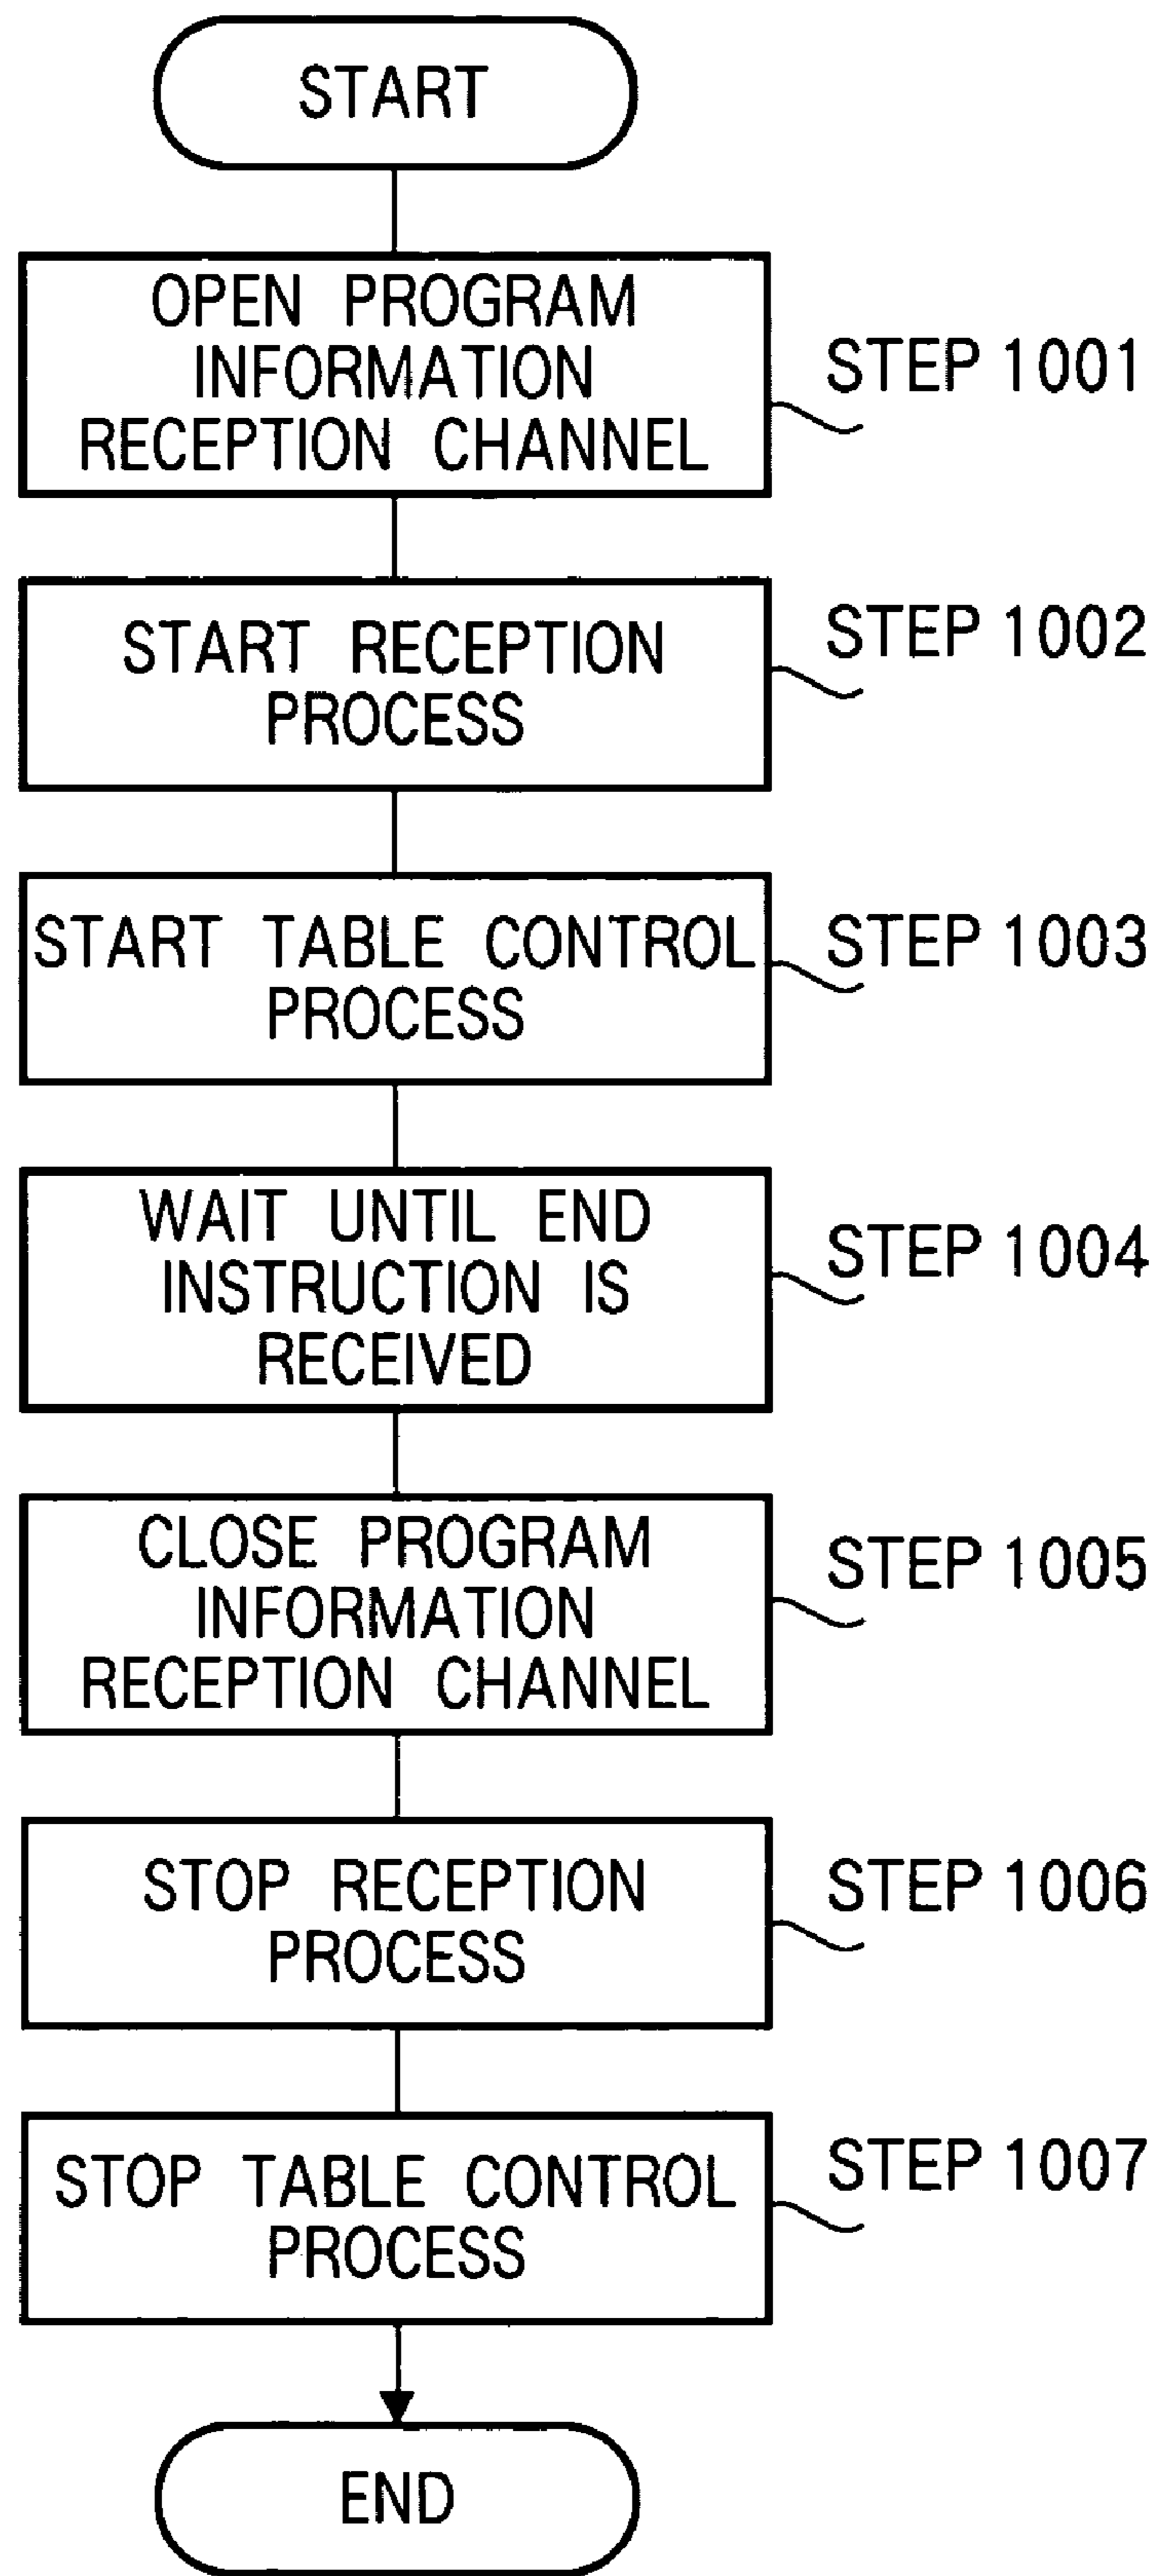 START
OPEN PROGRAM
INFORMATION
RECEPTION CHANNEL
STEP 1001
START RECEPTION
PROCESS
STEP 1002
START TABLE CONTROL
PROCESS
STEP 1003
WAIT UNTIL END
INSTRUCTION IS
RECEIVED
STEP 1004
CLOSE PROGRAM
INFORMATION
RECEPTION CHANNEL
STEP 1005
STOP RECEPTION
PROCESS
STEP 1006
STOP TABLE CONTROL
PROCESS
STEP 1007
END